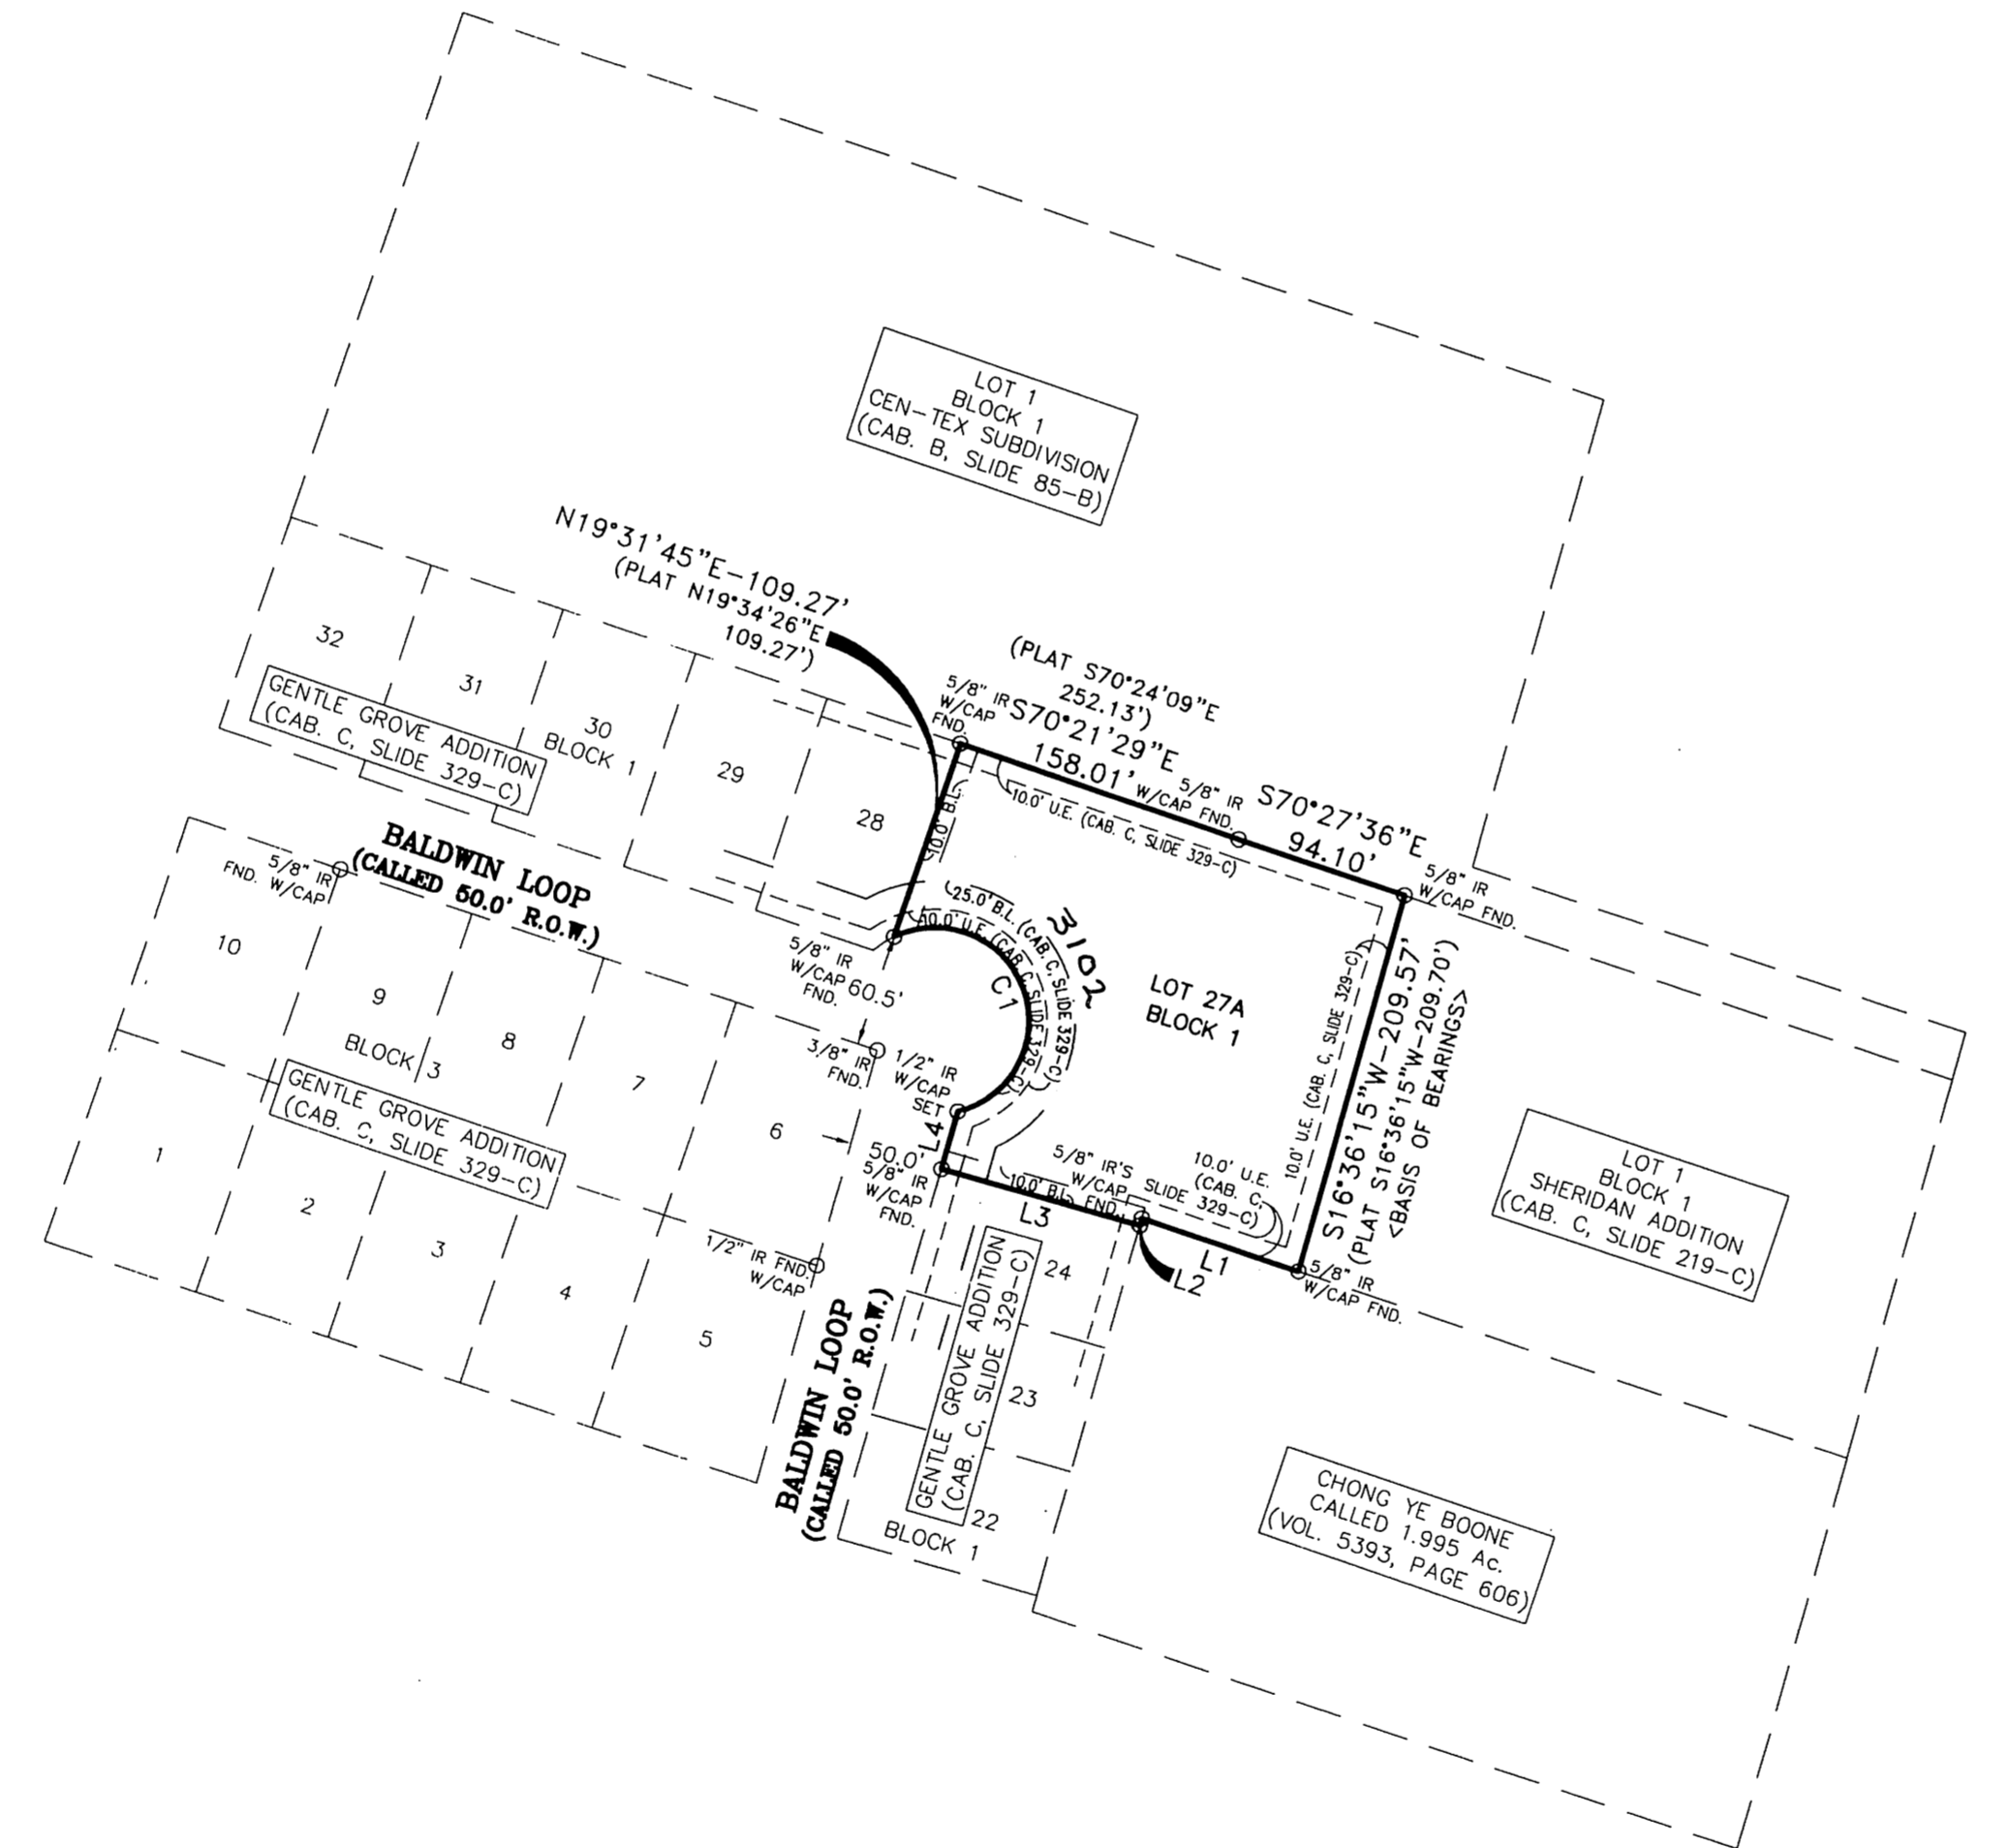 LOT 1
BLOCK 1
CEN-TEX SUBDIVISION
(CAB. B, SLIDE 85-B)
N19°31'45"E-109.27'
(PLAT N19°34'26"E
109.27')
(PLAT S70°24'09"E
252.13')
5/8" IR
W/CAP
FND.
S70°21'29"E
158.01'
5/8" IR
W/CAP FND.
S70°27'36"E
94.10'
5/8" IR
W/CAP FND.
32
31
30
BLOCK 1
29
28
GENTLE GROVE ADDITION
(CAB. C, SLIDE 329-C)
10.0' B.L.
10.0' U.E. (CAB. C, SLIDE 329-C)
BALDWIN LOOP
(CALLED 50.0' R.O.W.)
5/8" IR
FND. W/CAP
25.0' B.L. (CAB. C, SLIDE 329-C)
10.0' U.E. (CAB. C, SLIDE 329-C)
3102
C1
LOT 27A
BLOCK 1
10.0' U.E. (CAB. C, SLIDE 329-C)
S16°36'15"W-209.57'
(PLAT S16°36'15"W-209.70')
<BASIS OF BEARINGS>
5/8" IR
W/CAP
FND.
60.5'
3/8" IR
FND.
1/2" IR
W/CAP
SET
10
9
8
7
6
BLOCK 3
GENTLE GROVE ADDITION
(CAB. C, SLIDE 329-C)
1
2
3
4
5
L4
50.0'
5/8" IR
W/CAP
FND.
5/8" IR'S
W/CAP
FND.
10.0' B.L.
10.0' U.E.
(CAB. C,
SLIDE 329-C)
L3
L1
L2
5/8" IR
W/CAP FND.
1/2" IR FND.
W/CAP
BALDWIN LOOP
(CALLED 50.0' R.O.W.)
GENTLE GROVE ADDITION
(CAB. C, SLIDE 329-C)
24
23
22
BLOCK 1
LOT 1
BLOCK 1
SHERIDAN ADDITION
(CAB. C, SLIDE 219-C)
CHONG YE BOONE
CALLED 1.995 Ac.
(VOL. 5393, PAGE 606)